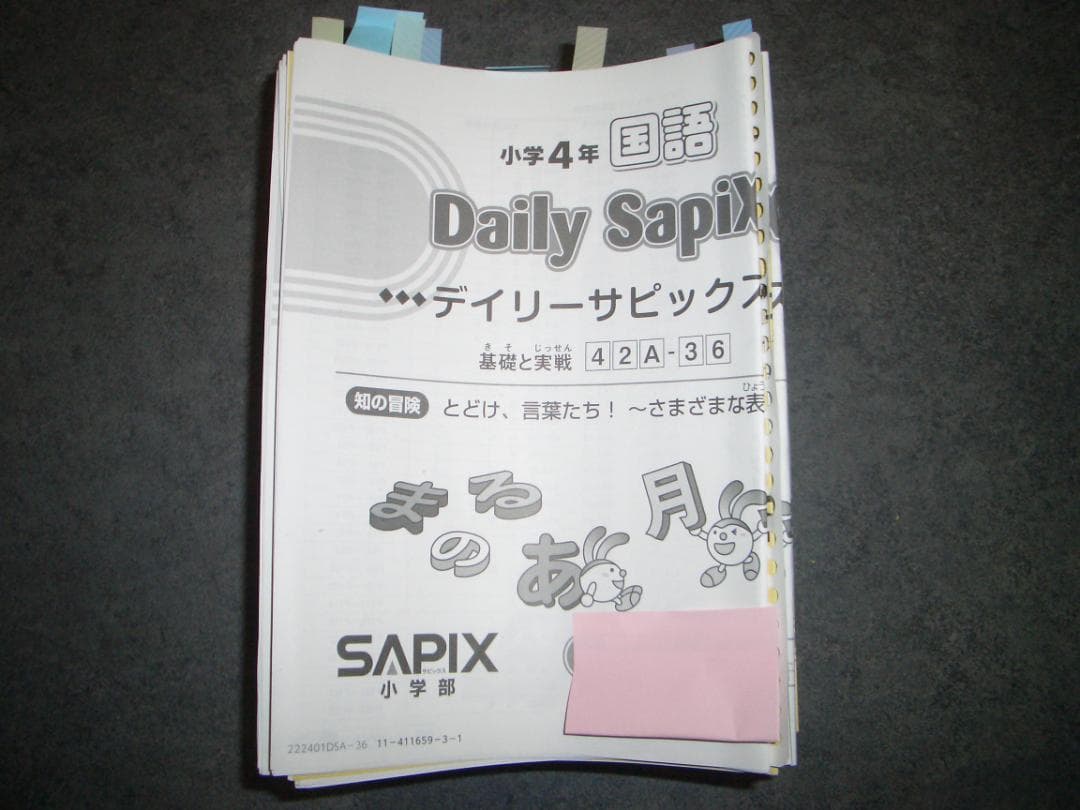 小学4年 国語
Daily SapiX
•••デイリーサピックス
きそ じっせん
基礎と実戦 42A-36
ひょう
知の冒険 とどけ、言葉たち！ ～さまざまな表
まるのあ月
SAPIX
サピックス
小学部
222401DSA-36 11-411659-3-1